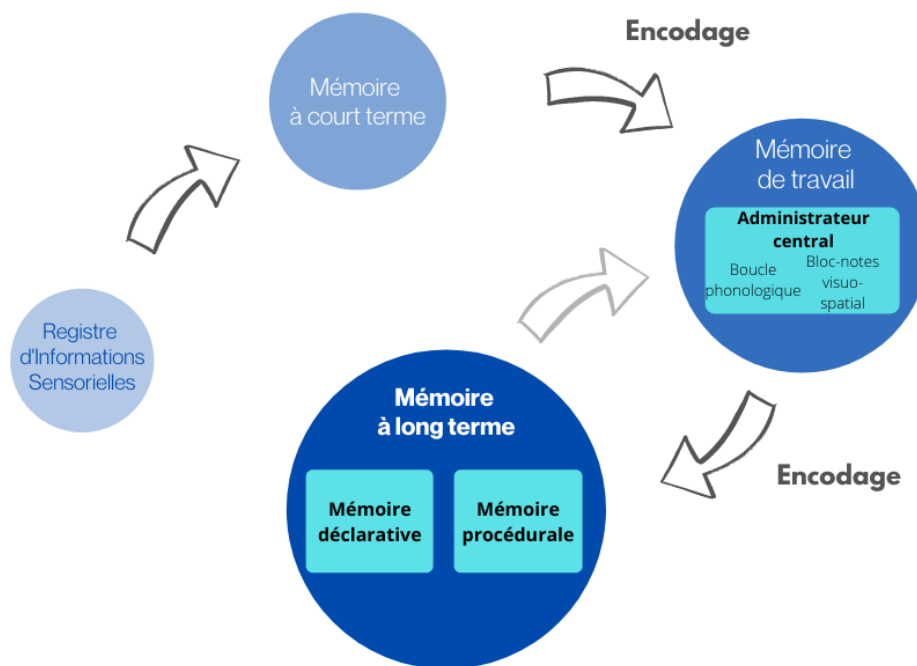 Encodage
Mémoire
à court terme
Mémoire
de travail
Administrateur
central
Boucle
phonologique
Bloc-notes
visuo-
spatial
Registre
d'Informations
Sensorielles
Mémoire
à long terme
Mémoire
déclarative
Mémoire
procédurale
Encodage